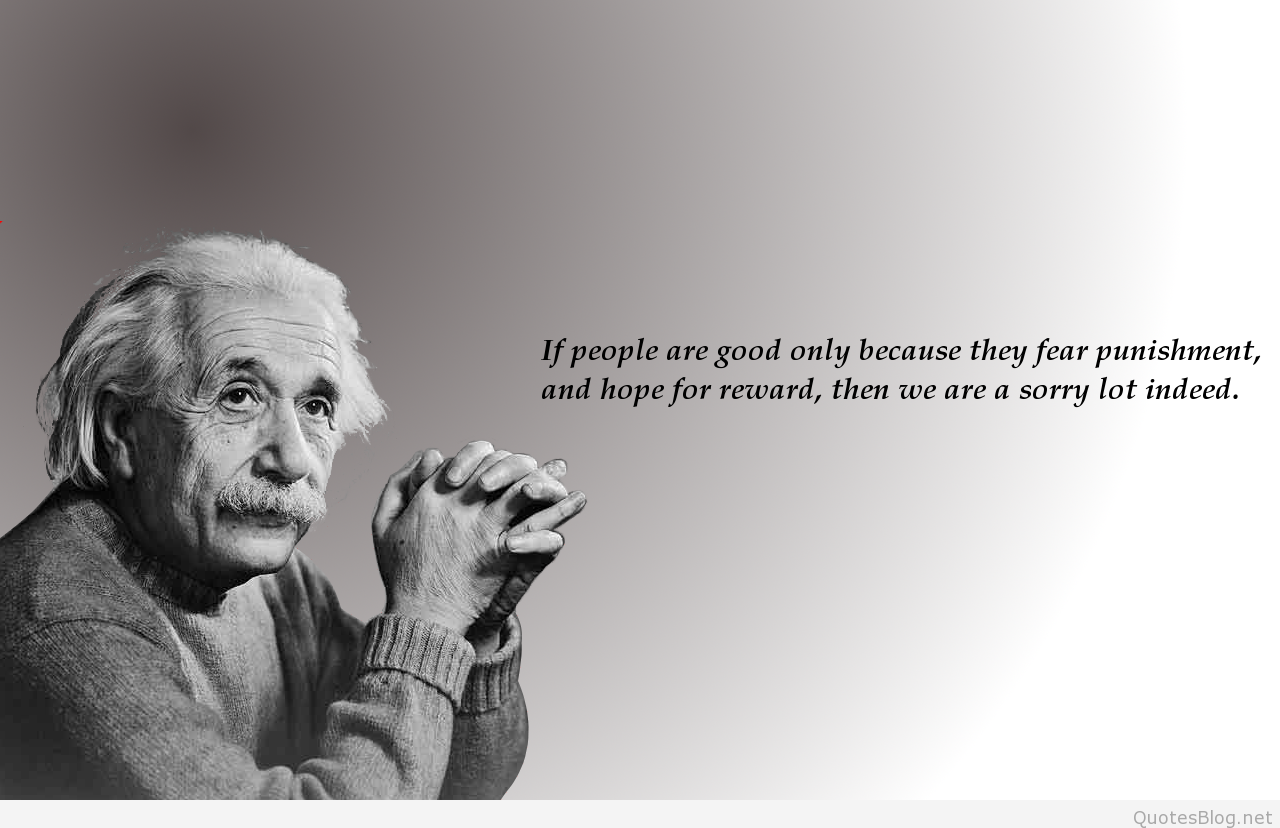 If people are good only because they fear punishment,
and hope for reward, then we are a sorry lot indeed.
QuotesBlog.net